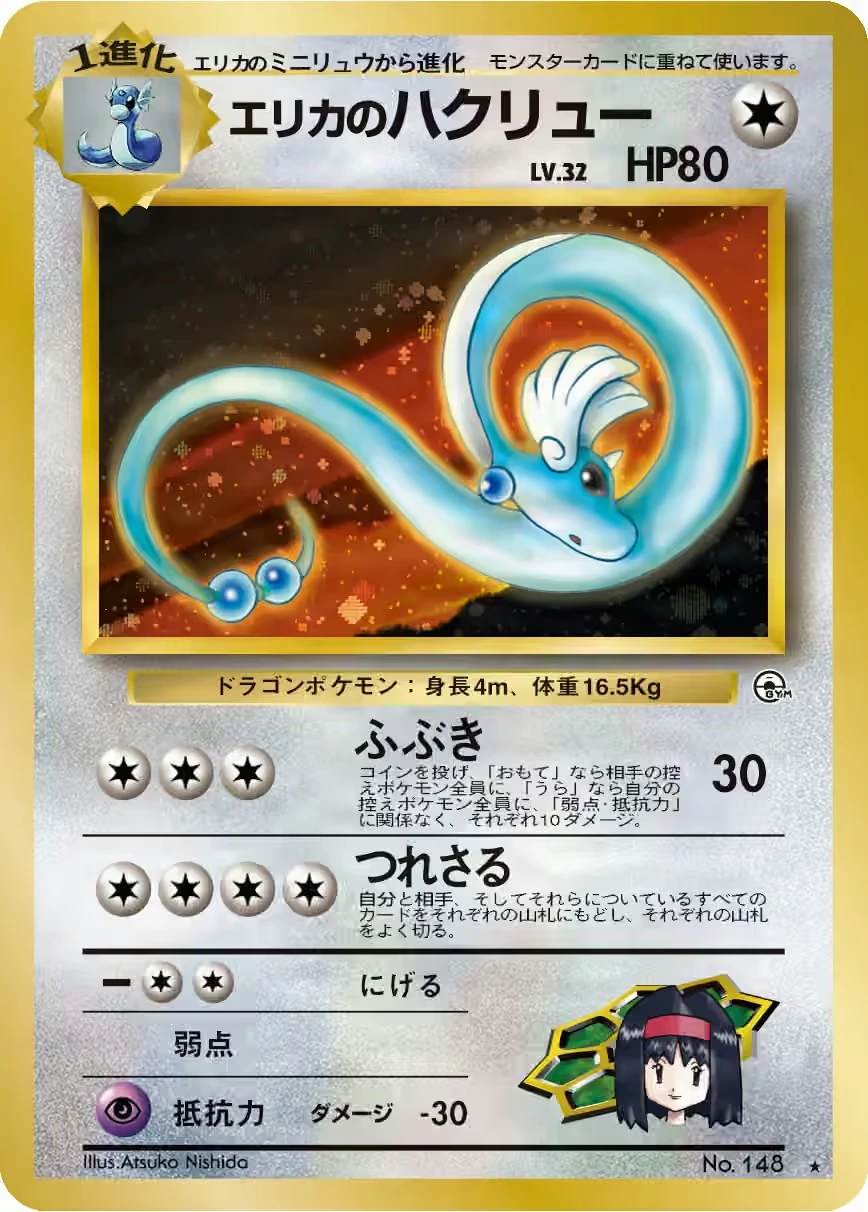 1進化 エリカのミニリュウから進化 モンスターカードに重ねて使います。
エリカのハクリュー
LV.32 HP80
ドラゴンポケモン：身長4m、体重16.5Kg
GYM
ふぶき 30
コインを投げ、「おもて」なら相手の控
えポケモン全員に、「うら」なら自分の
控えポケモン全員に、「弱点·抵抗力」
に関係なく、それぞれ10ダメージ。
つれさる
自分と相手、そしてそれらについているすべての
カードをそれぞれの山札にもどし、それぞれの山札
をよく切る。
にげる
弱点
抵抗力 ダメージ -30
Illus.Atsuko Nishida No. 148 ★